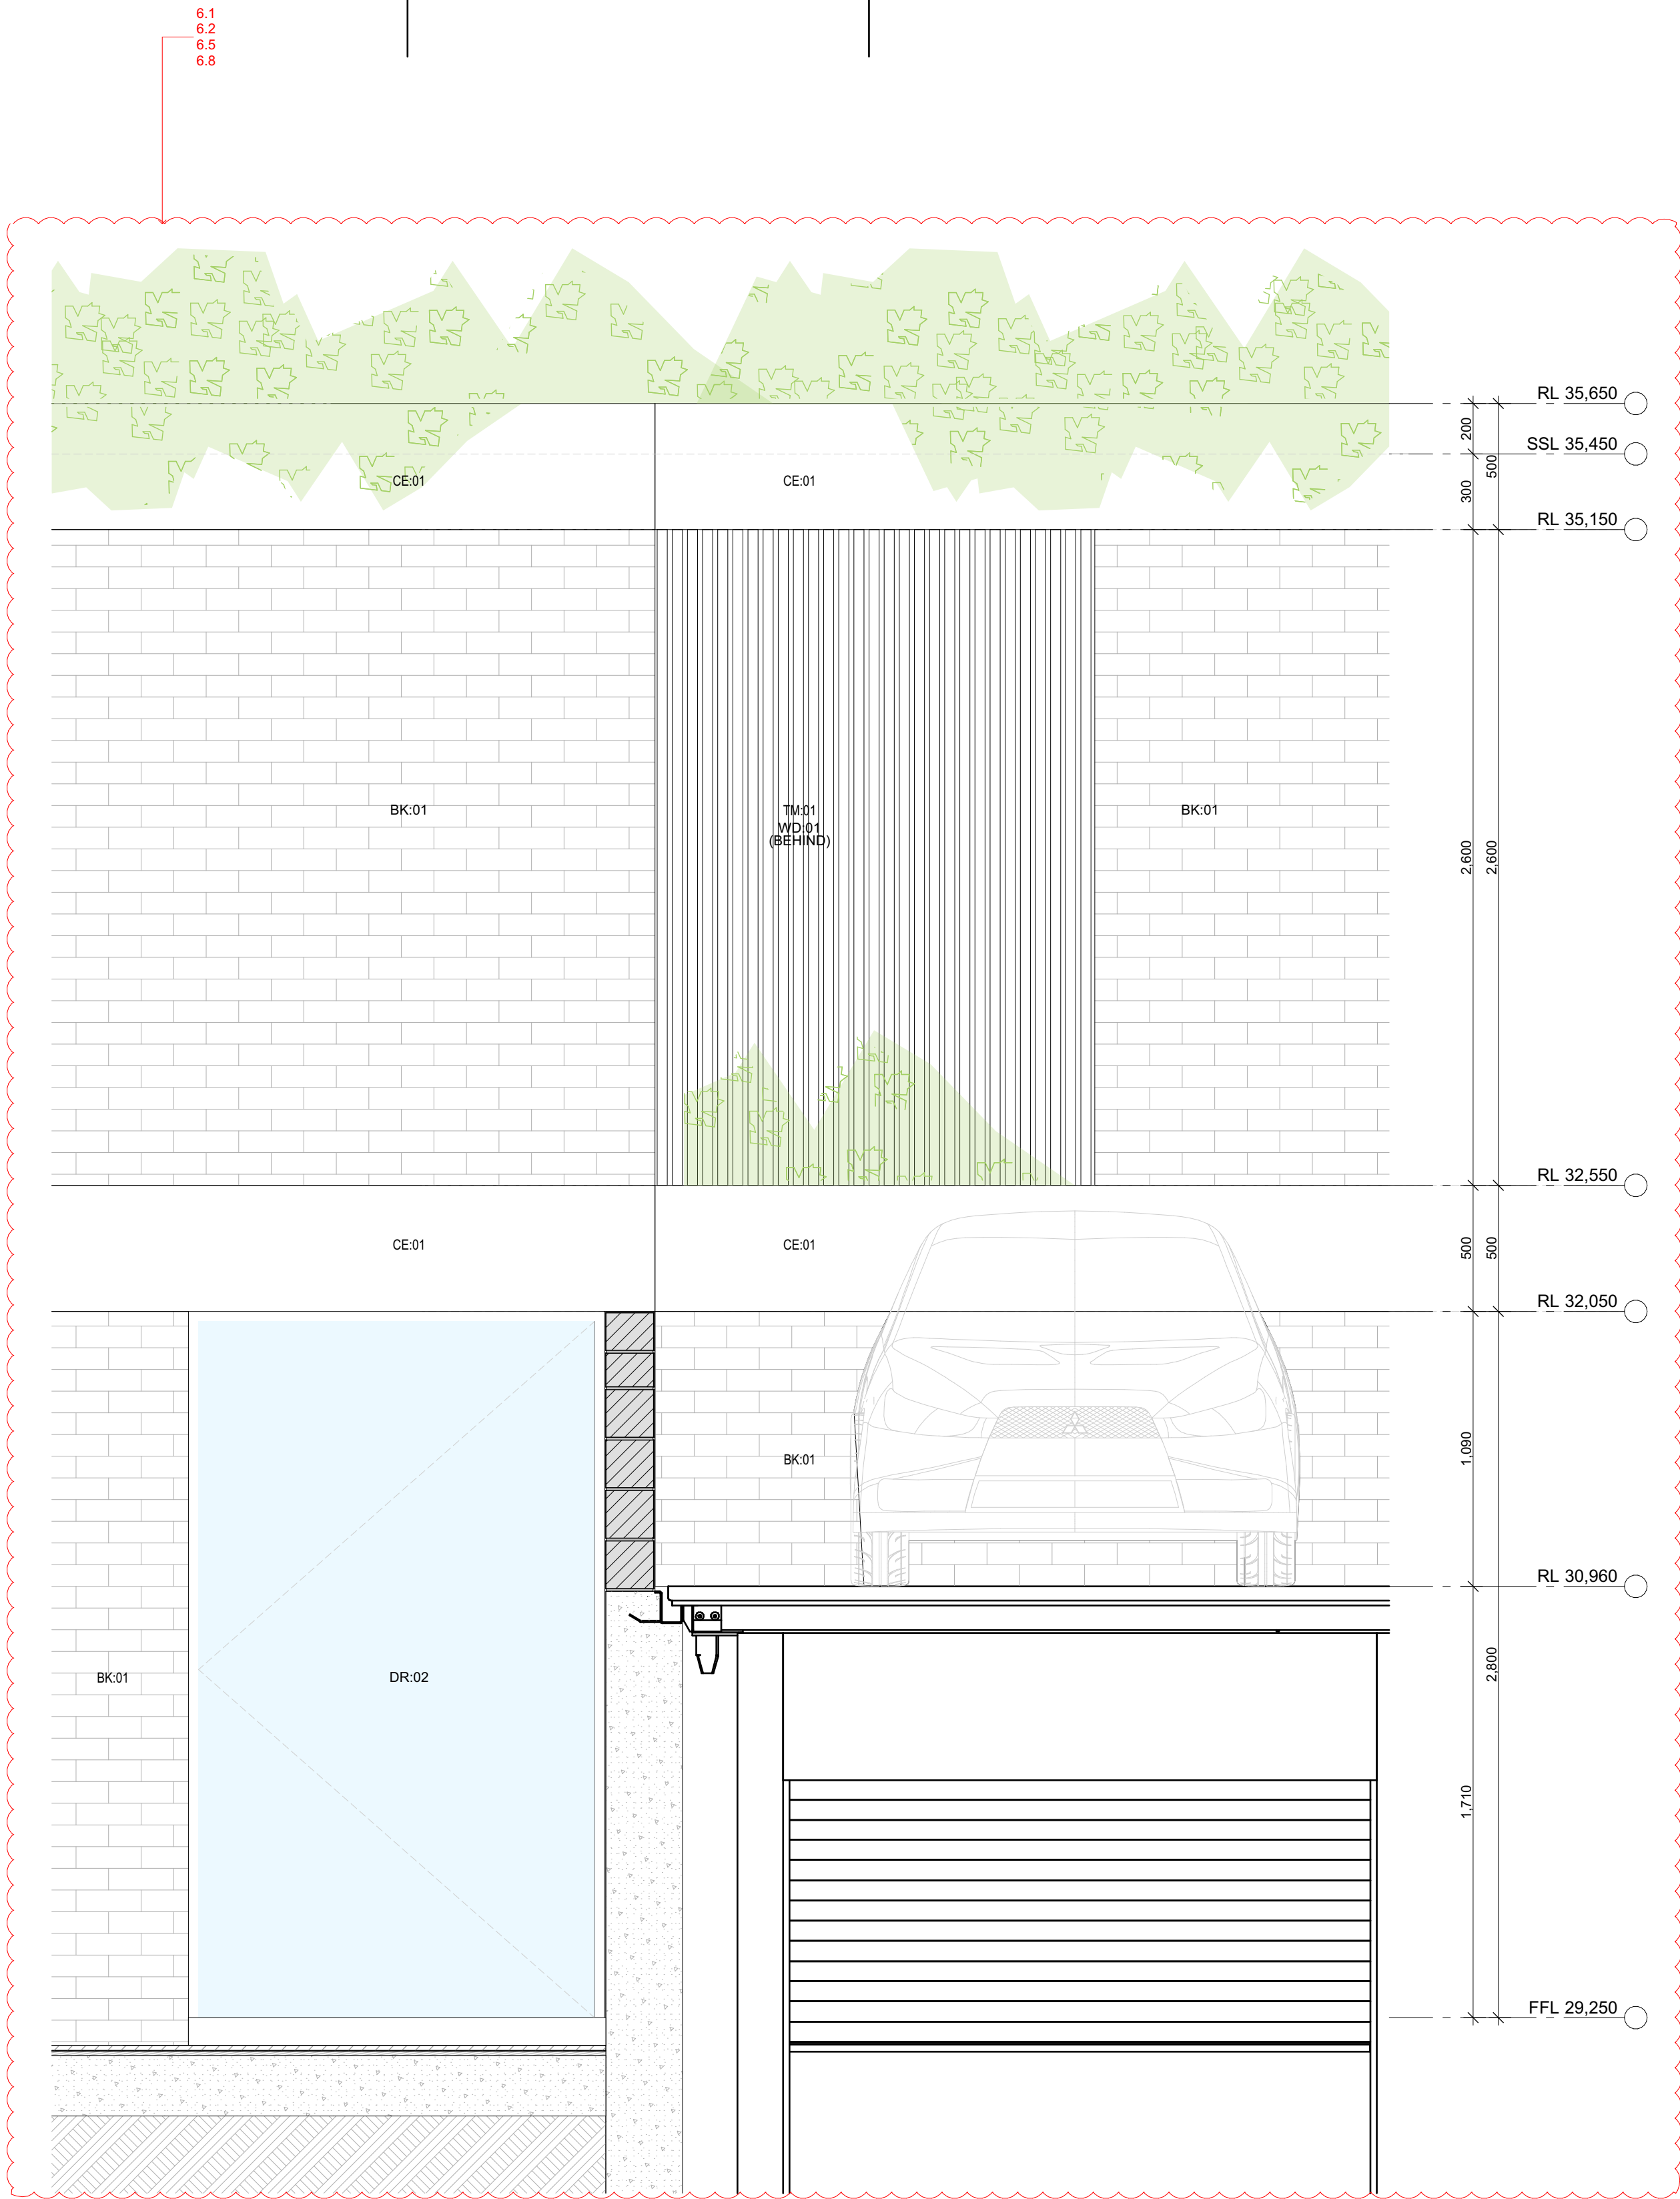 6.1
6.2
6.5
6.8
RL 35,650
200
SSL 35,450
500
CE:01
CE:01
300
RL 35,150
BK:01
TM:01
WD:01
(BEHIND)
BK:01
2,600
2,600
RL 32,550
CE:01
CE:01
500
500
RL 32,050
BK:01
1,090
RL 30,960
BK:01
DR:02
2,800
1,710
FFL 29,250